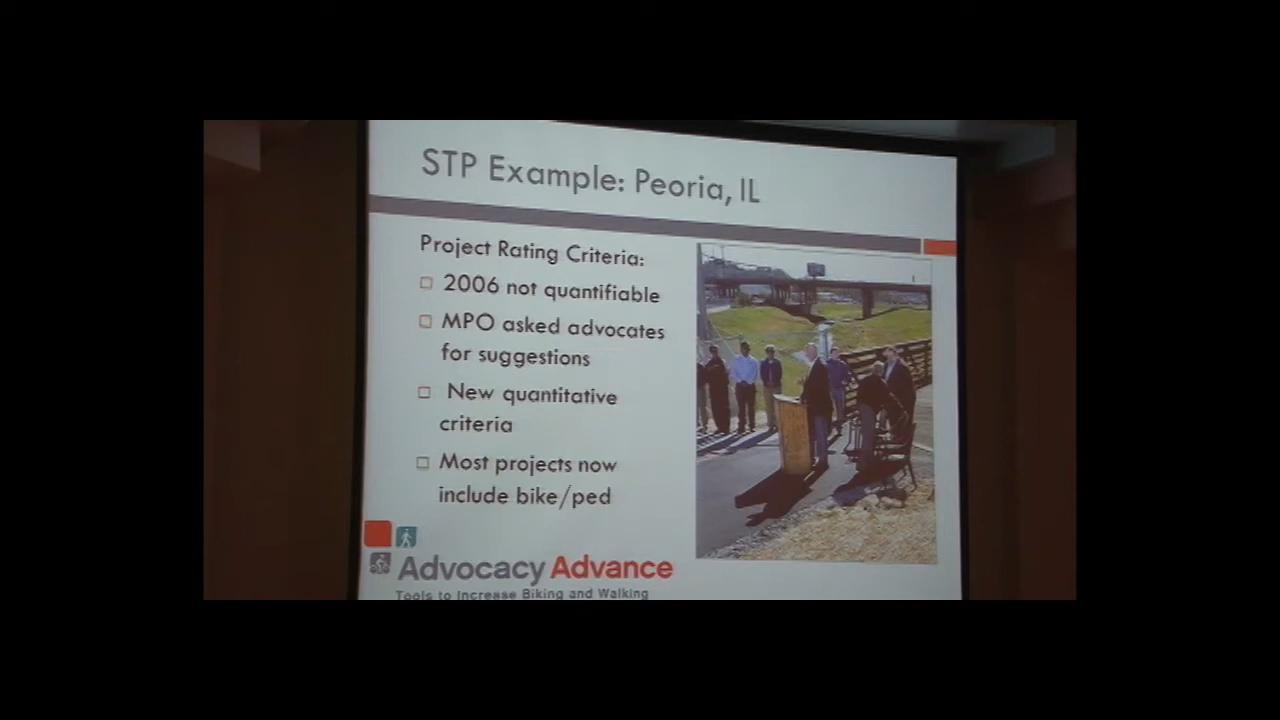 STP Example: Peoria, IL
Project Rating Criteria:
2006 not quantifiable
MPO asked advocates
for suggestions
New quantitative
criteria
Most projects now
include bike/ped
Advocacy Advance
Tools to Increase Biking and Walking